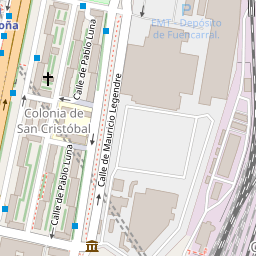 EMT - Depósito
de Fuencarral.
oña
Calle de Pablo Luna
Calle de Mauricio Legendre
Colonia de
San Cristóbal
Calle de Pablo Luna